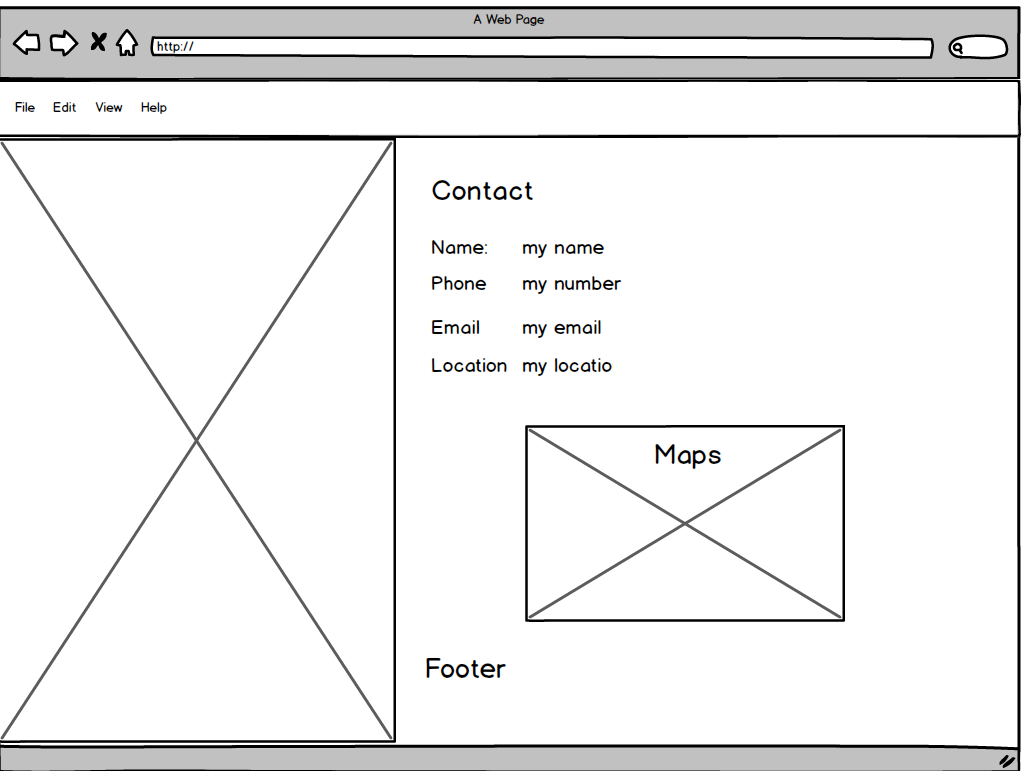 A Web Page
http://
File Edit View Help
Contact
Name: my name
Phone my number
Email my email
Location my locatio
Maps
Footer